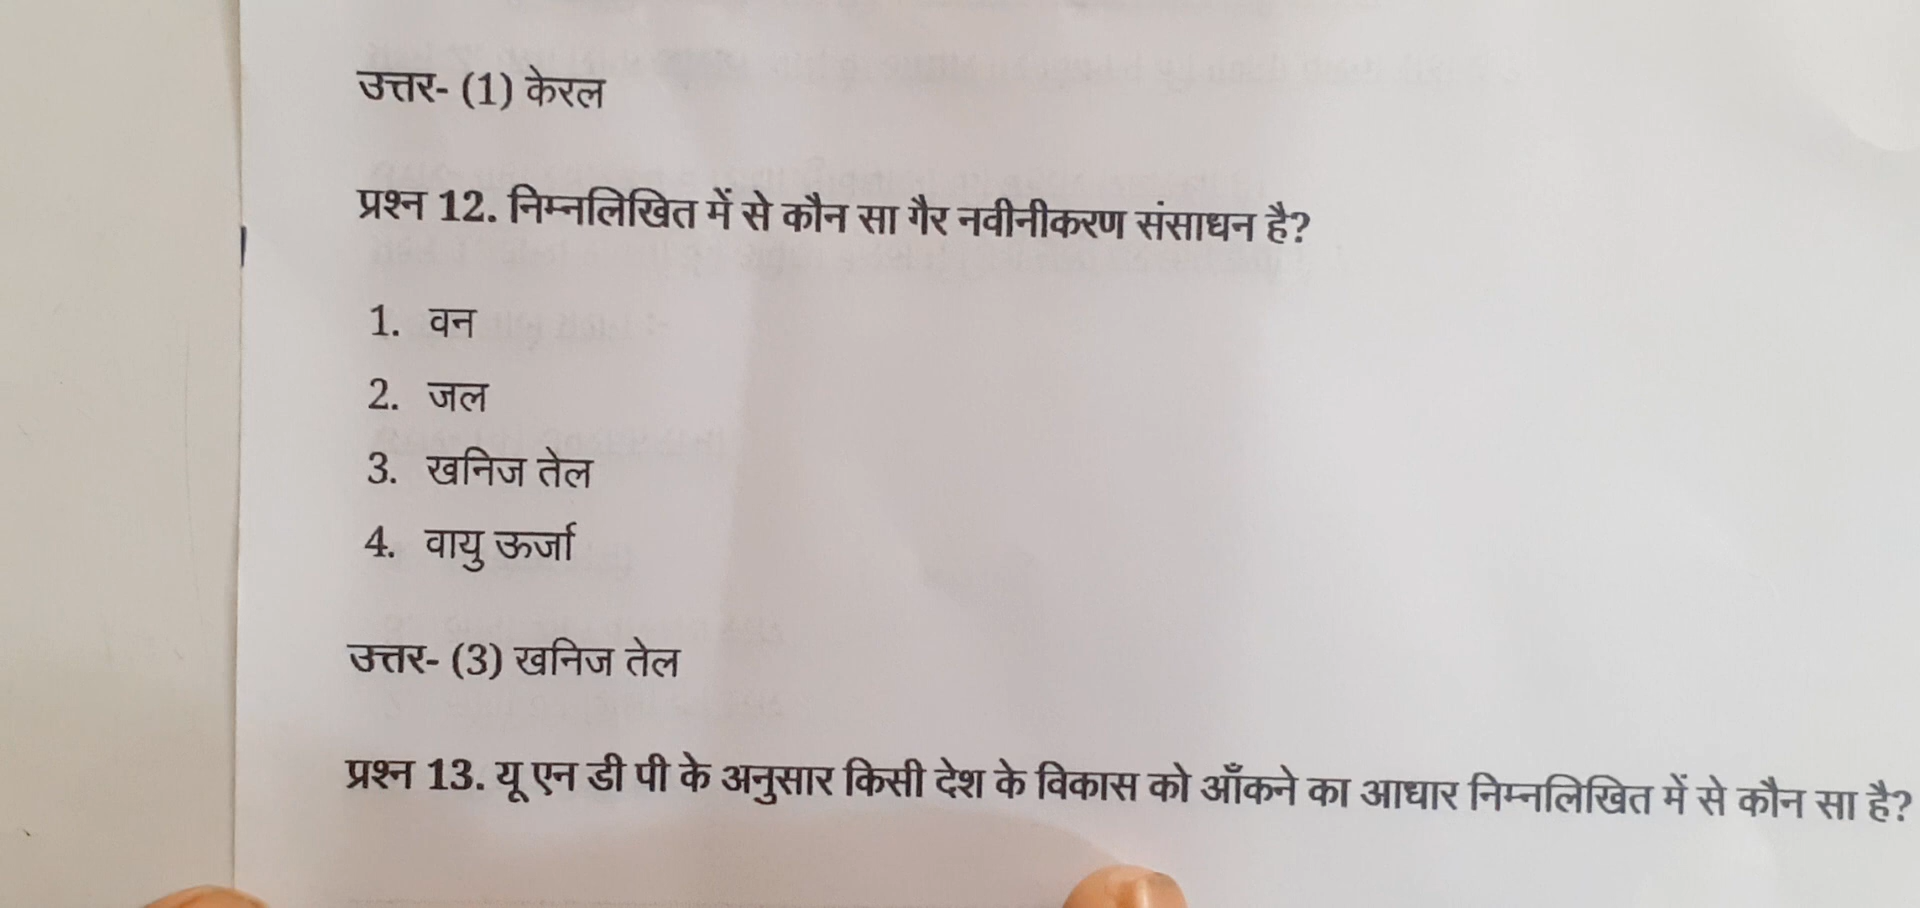 उत्तर- (1) केरल
प्रश्न 12. निम्नलिखित में से कौन सा गैर नवीनीकरण संसाधन है?
1. वन
2. जल
3. खनिज तेल
4. वायु ऊर्जा
उत्तर- (3) खनिज तेल
प्रश्न 13. यू एन डी पी के अनुसार किसी देश के विकास को आँकने का आधार निम्नलिखित में से कौन सा है?